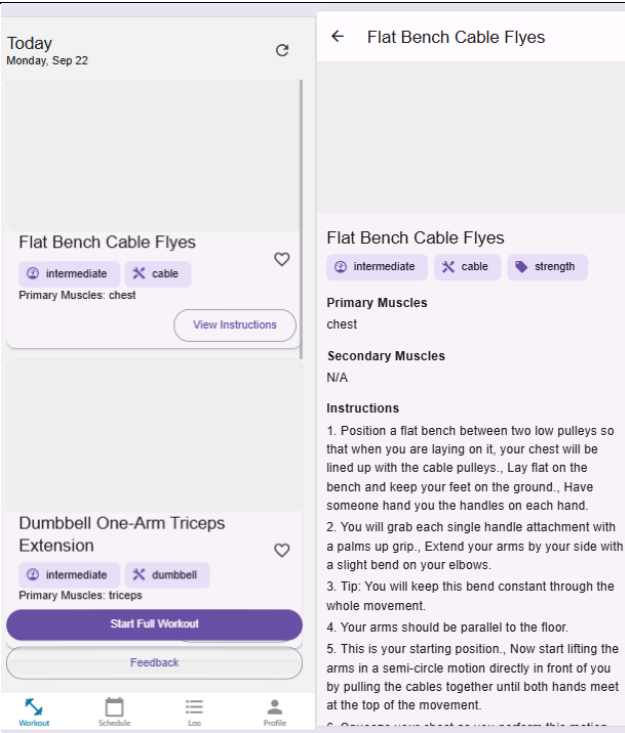 Today
Monday, Sep 22
Flat Bench Cable Flyes
intermediate
cable
Primary Muscles: chest
View Instructions
Dumbbell One-Arm Triceps
Extension
intermediate
dumbbell
Primary Muscles: triceps
Start Full Workout
Feedback
Workout
Schedule
Log
Profile
Flat Bench Cable Flyes
Flat Bench Cable Flyes
intermediate
cable
strength
Primary Muscles
chest
Secondary Muscles
N/A
Instructions
1. Position a flat bench between two low pulleys so
that when you are laying on it, your chest will be
lined up with the cable pulleys., Lay flat on the
bench and keep your feet on the ground., Have
someone hand you the handles on each hand.
2. You will grab each single handle attachment with
a palms up grip., Extend your arms by your side with
a slight bend on your elbows.
3. Tip: You will keep this bend constant through the
whole movement.
4. Your arms should be parallel to the floor.
5. This is your starting position., Now start lifting the
arms in a semi-circle motion directly in front of you
by pulling the cables together until both hands meet
at the top of the movement.
6. Squeeze your chest as you perform this motion